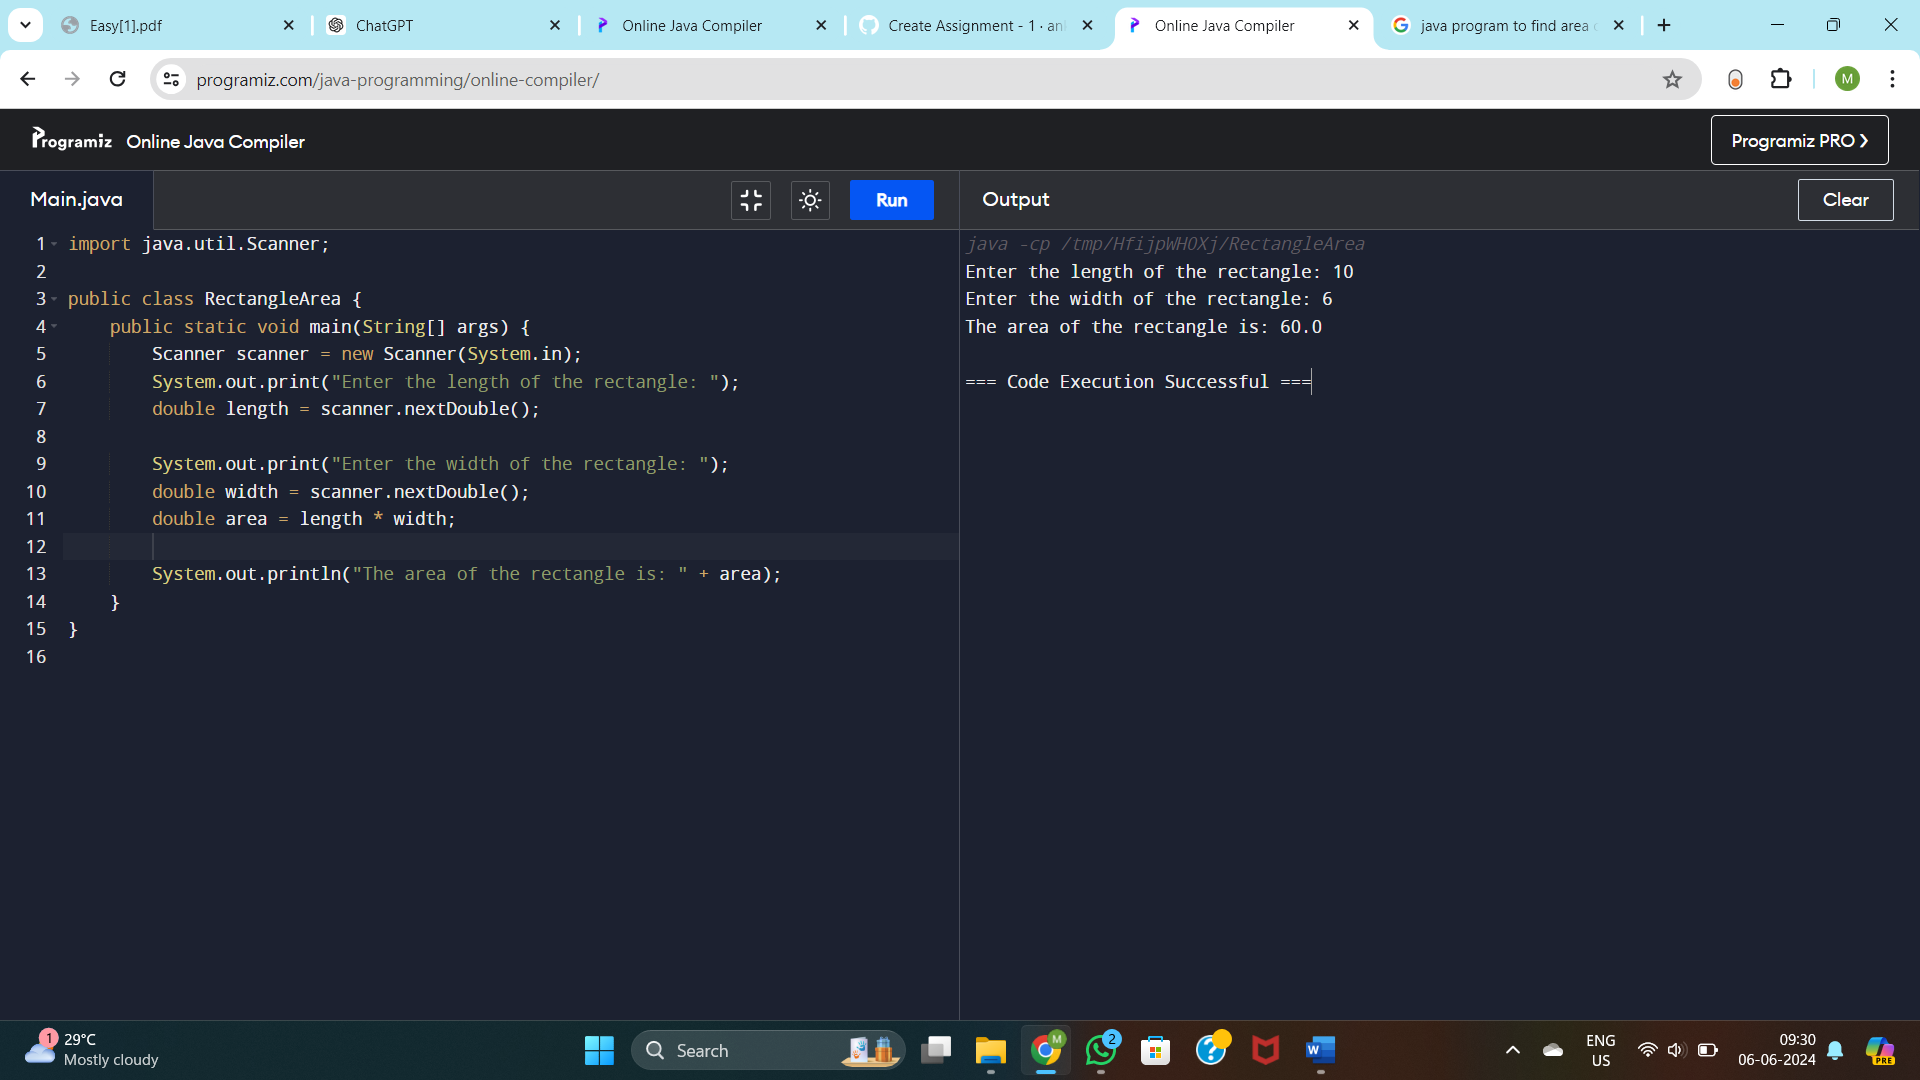 Easy[1].pdf
ChatGPT
Online Java Compiler
Create Assignment - 1 · an
Online Java Compiler
java program to find area
programiz.com/java-programming/online-compiler/
M
Programiz Online Java Compiler
Programiz PRO
Main.java
Run
Output
Clear
1 import java.util.Scanner;
2
3 public class RectangleArea {
4 public static void main(String[] args) {
5 Scanner scanner = new Scanner(System.in);
6 System.out.print("Enter the length of the rectangle: ");
7 double length = scanner.nextDouble();
8
9 System.out.print("Enter the width of the rectangle: ");
10 double width = scanner.nextDouble();
11 double area = length * width;
12
13 System.out.println("The area of the rectangle is: " + area);
14 }
15 }
16
java -cp /tmp/HfijpWHOXj/RectangleArea
Enter the length of the rectangle: 10
Enter the width of the rectangle: 6
The area of the rectangle is: 60.0
=== Code Execution Successful ===
1
29°C
Mostly cloudy
Search
M
2
W
ENG
US
09:30
06-06-2024
PRE